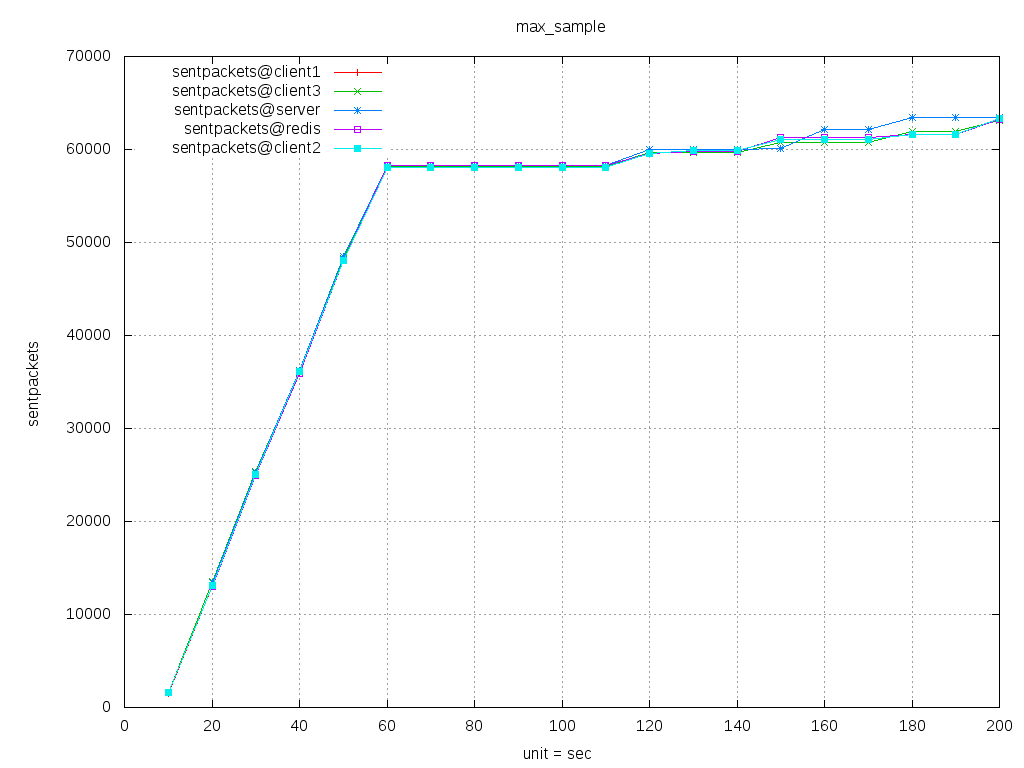 max_sample
70000
60000
50000
40000
30000
20000
10000
0
sentpackets
sentpackets@client1
sentpackets@client3
sentpackets@server
sentpackets@redis
sentpackets@client2
0 20 40 60 80 100 120 140 160 180 200
unit = sec